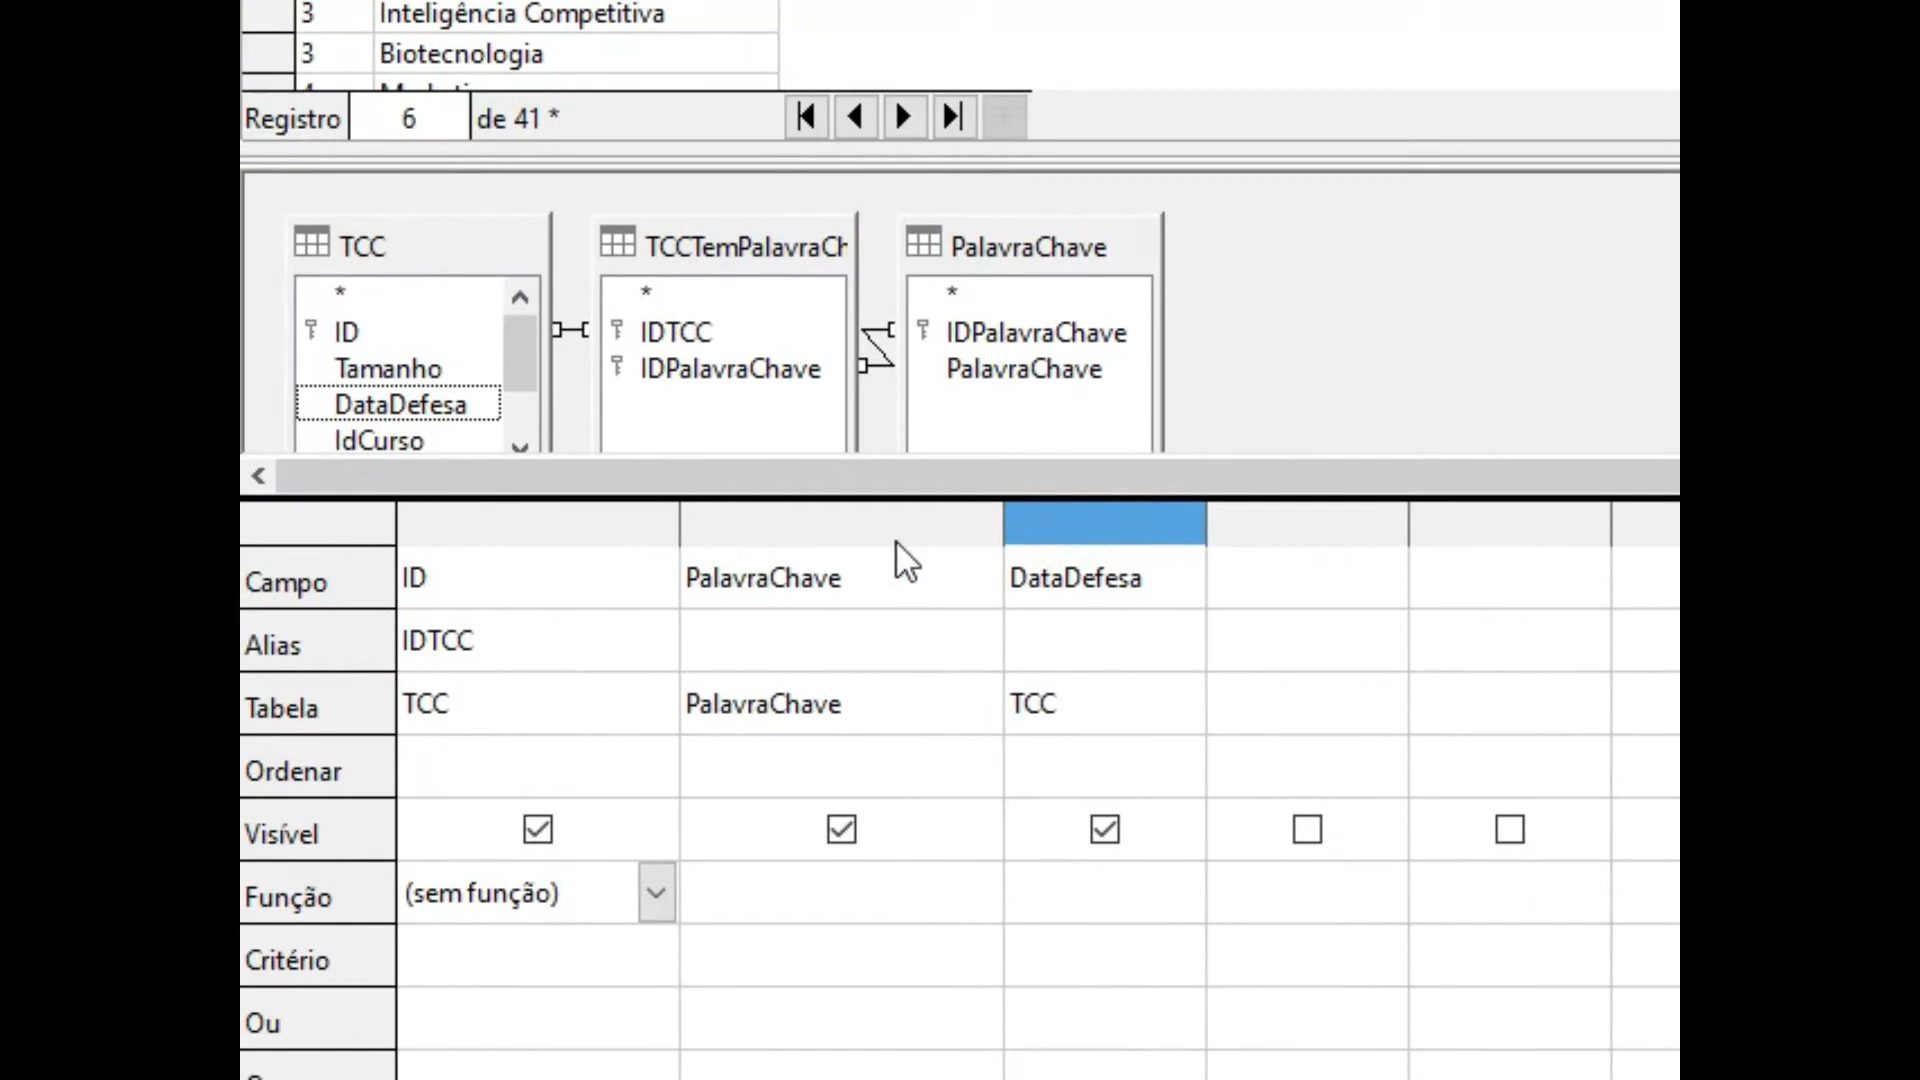 3 Inteligência Competitiva
3 Biotecnologia
Registro 6 de 41 *
TCC
*
ID
Tamanho
DataDefesa
IdCurso
TCCTemPalavraCh
*
IDTCC
IDPalavraChave
PalavraChave
*
IDPalavraChave
PalavraChave
Campo ID PalavraChave DataDefesa
Alias IDTCC
Tabela TCC PalavraChave TCC
Ordenar
Visível
Função (sem função)
Critério
Ou